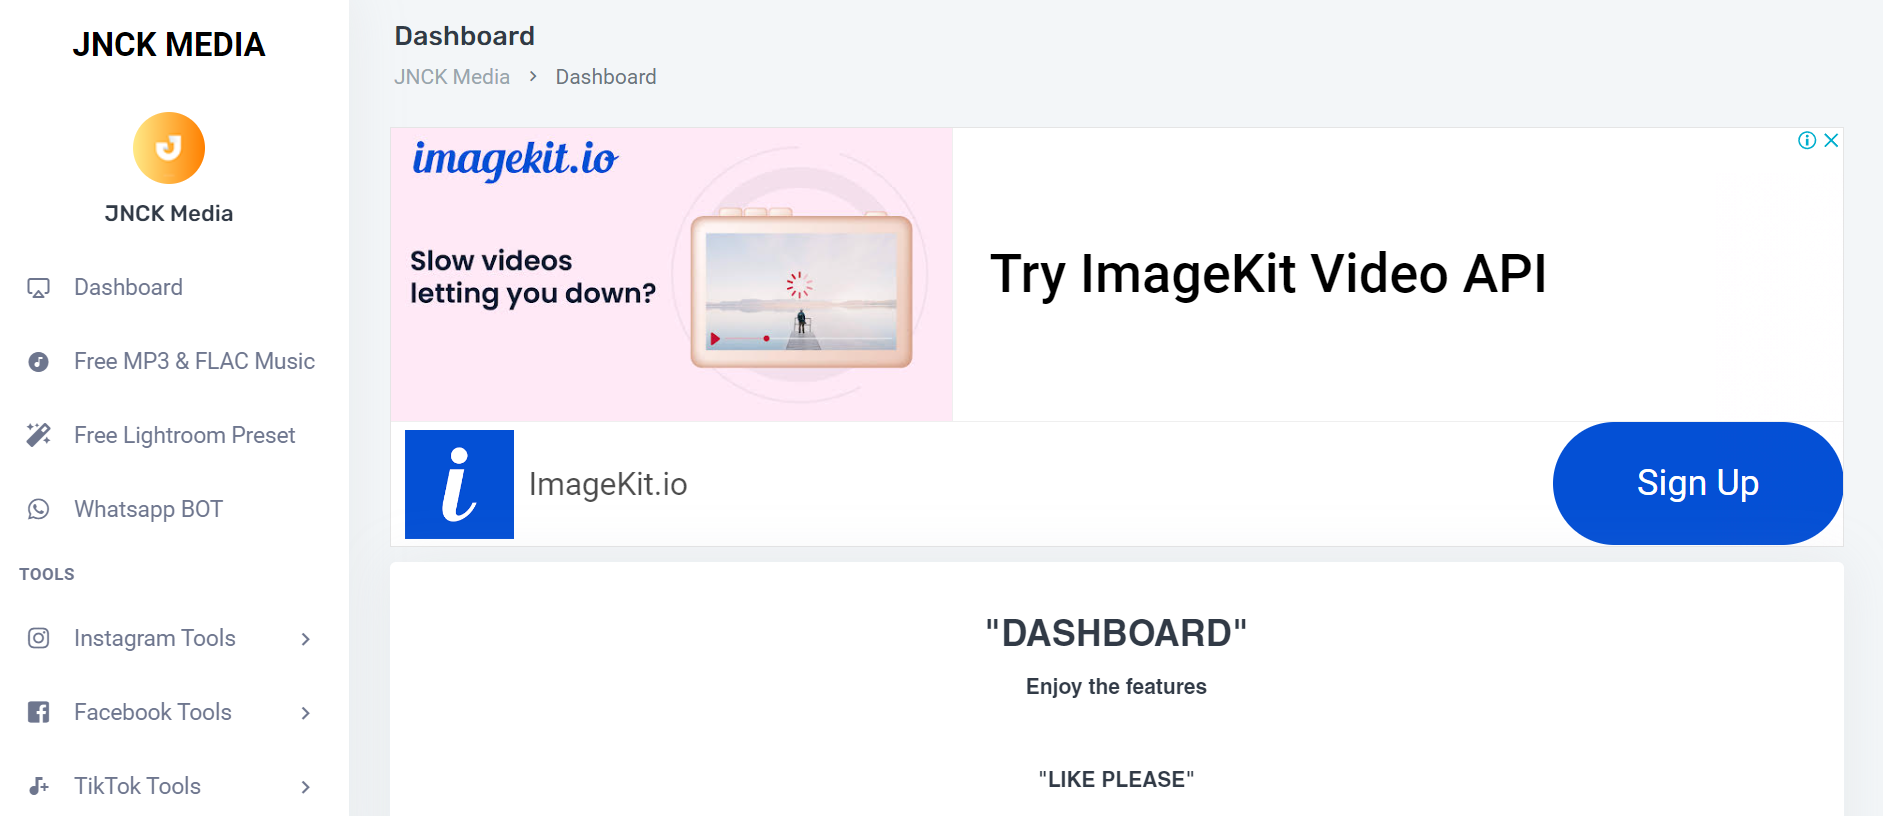 JNCK MEDIA
JNCK Media
Dashboard
Free MP3 & FLAC Music
Free Lightroom Preset
Whatsapp BOT
TOOLS
Instagram Tools
Facebook Tools
TikTok Tools
Dashboard
JNCK Media > Dashboard
imagekit.io
Slow videos
letting you down?
Try ImageKit Video API
i
ImageKit.io
Sign Up
"DASHBOARD"
Enjoy the features
"LIKE PLEASE"